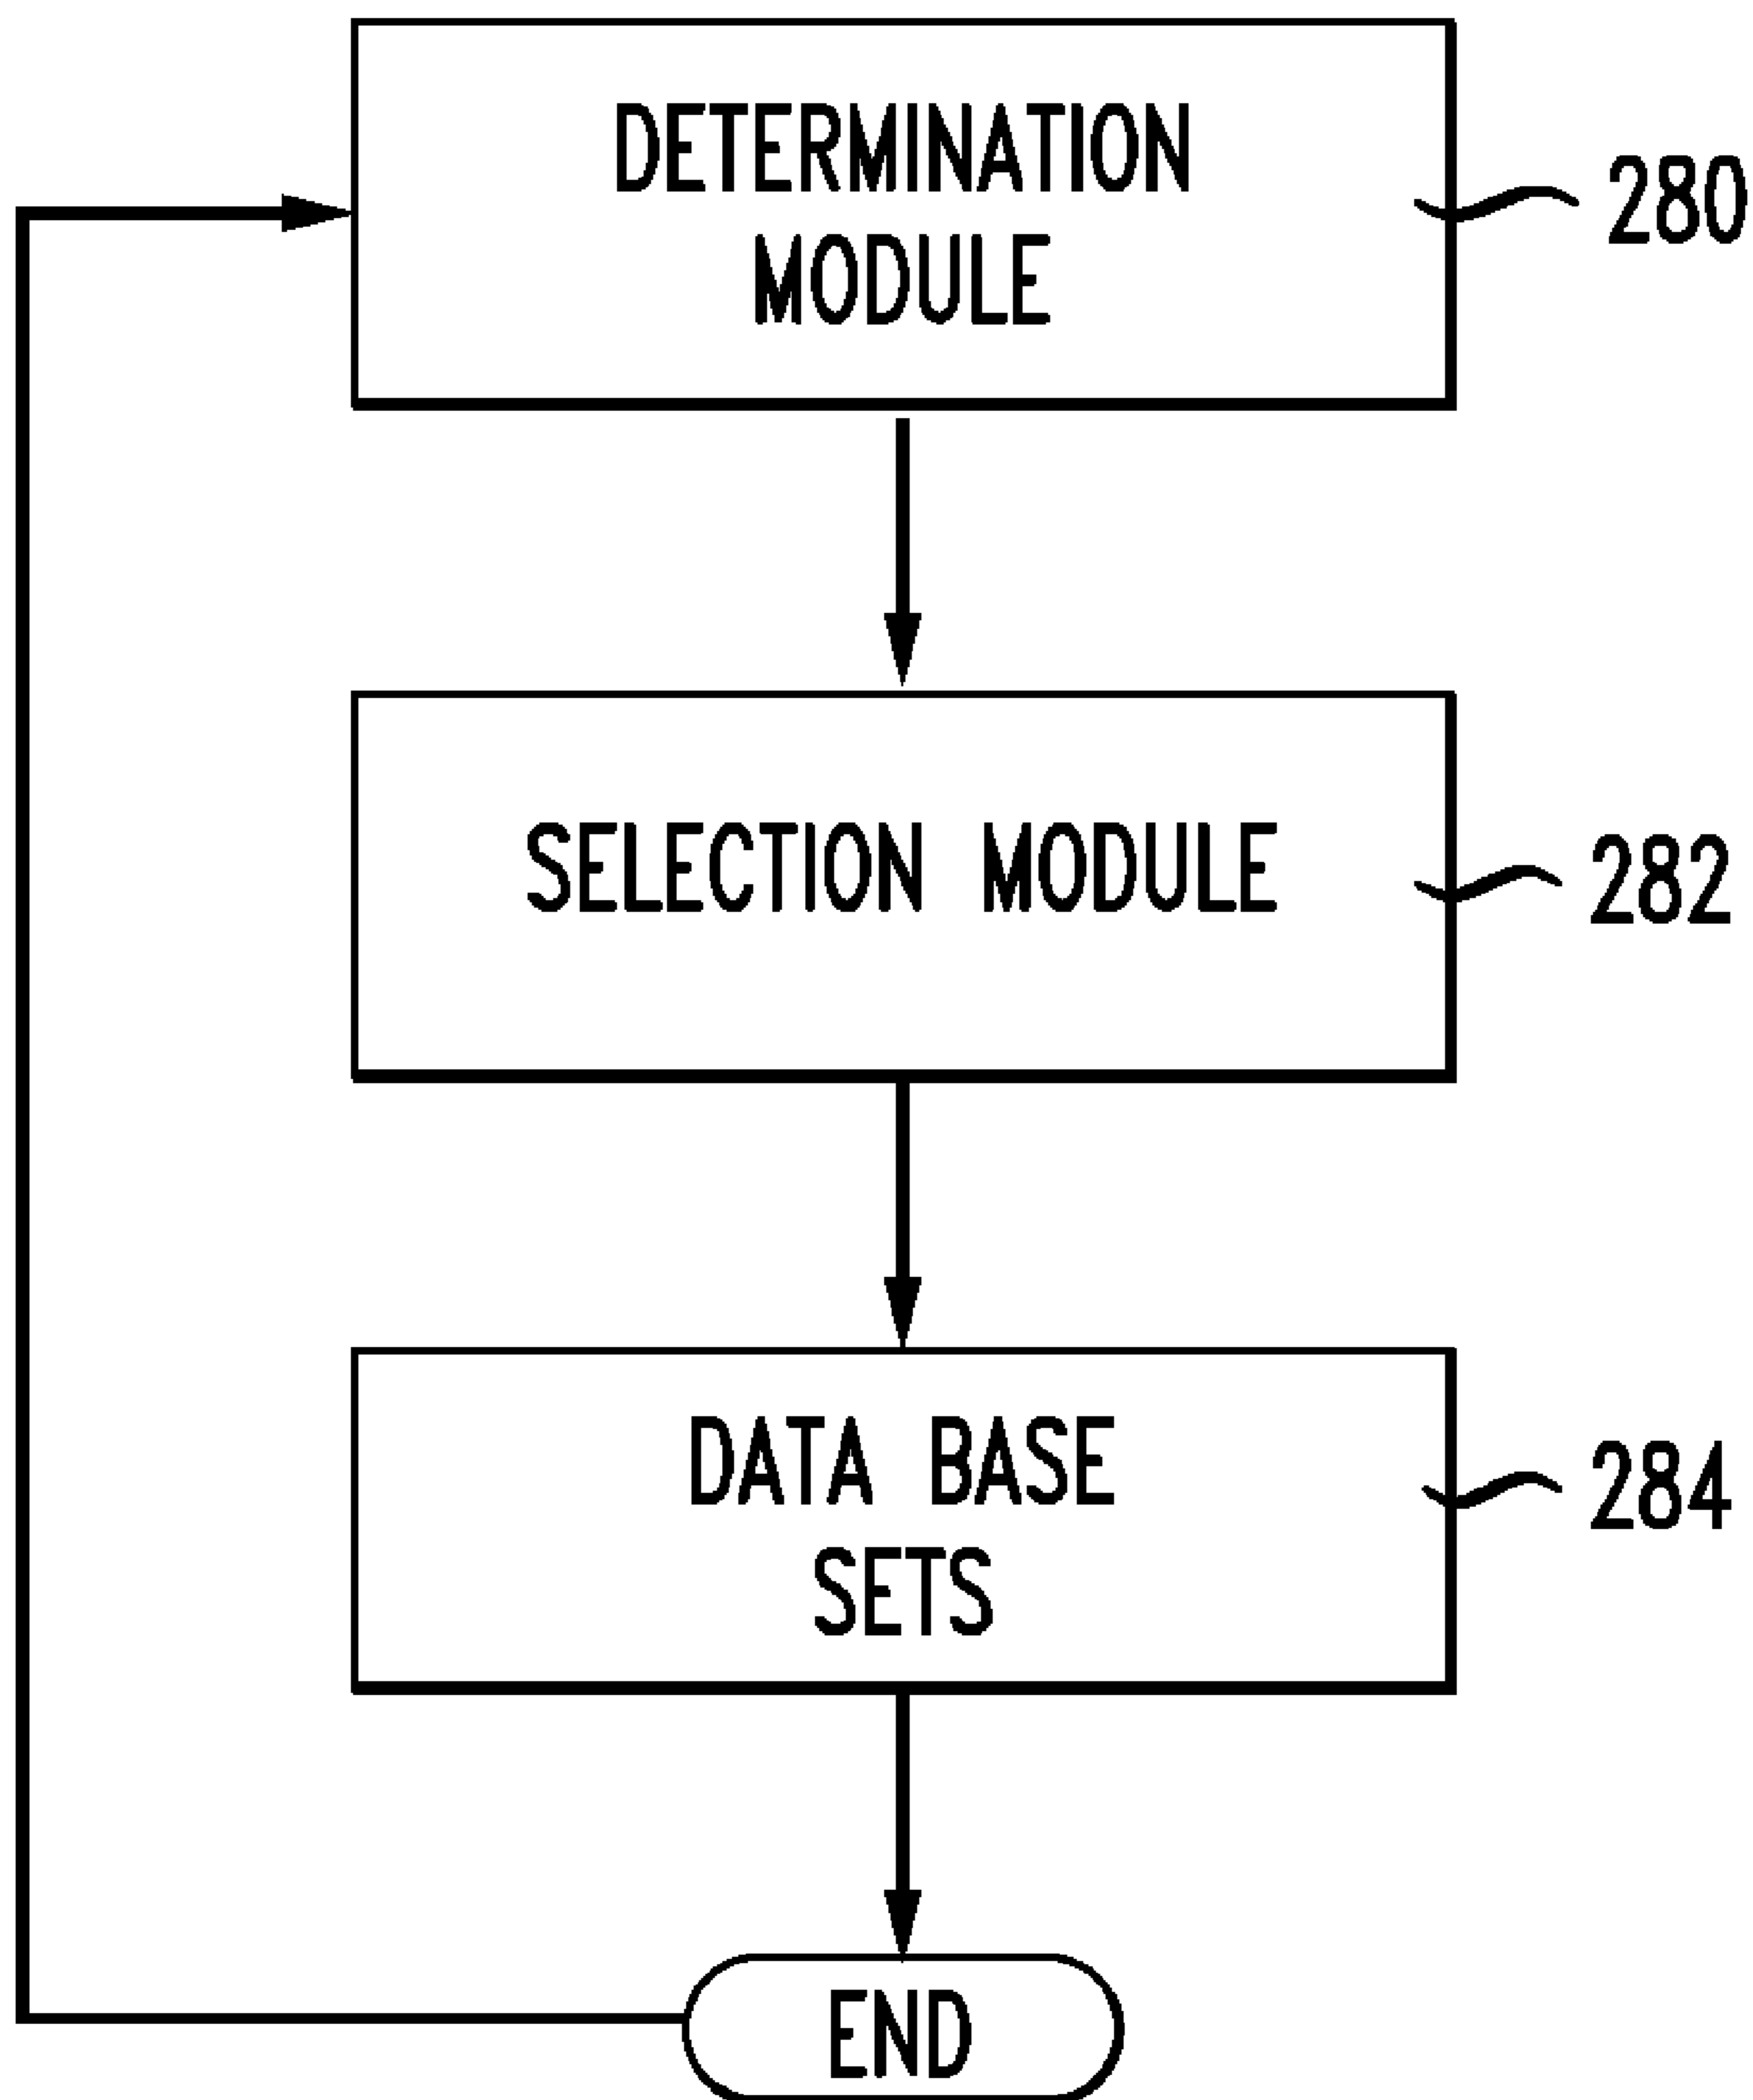 DETERMINATION
MODULE
280
SELECTION MODULE
282
DATA BASE
SETS
284
END